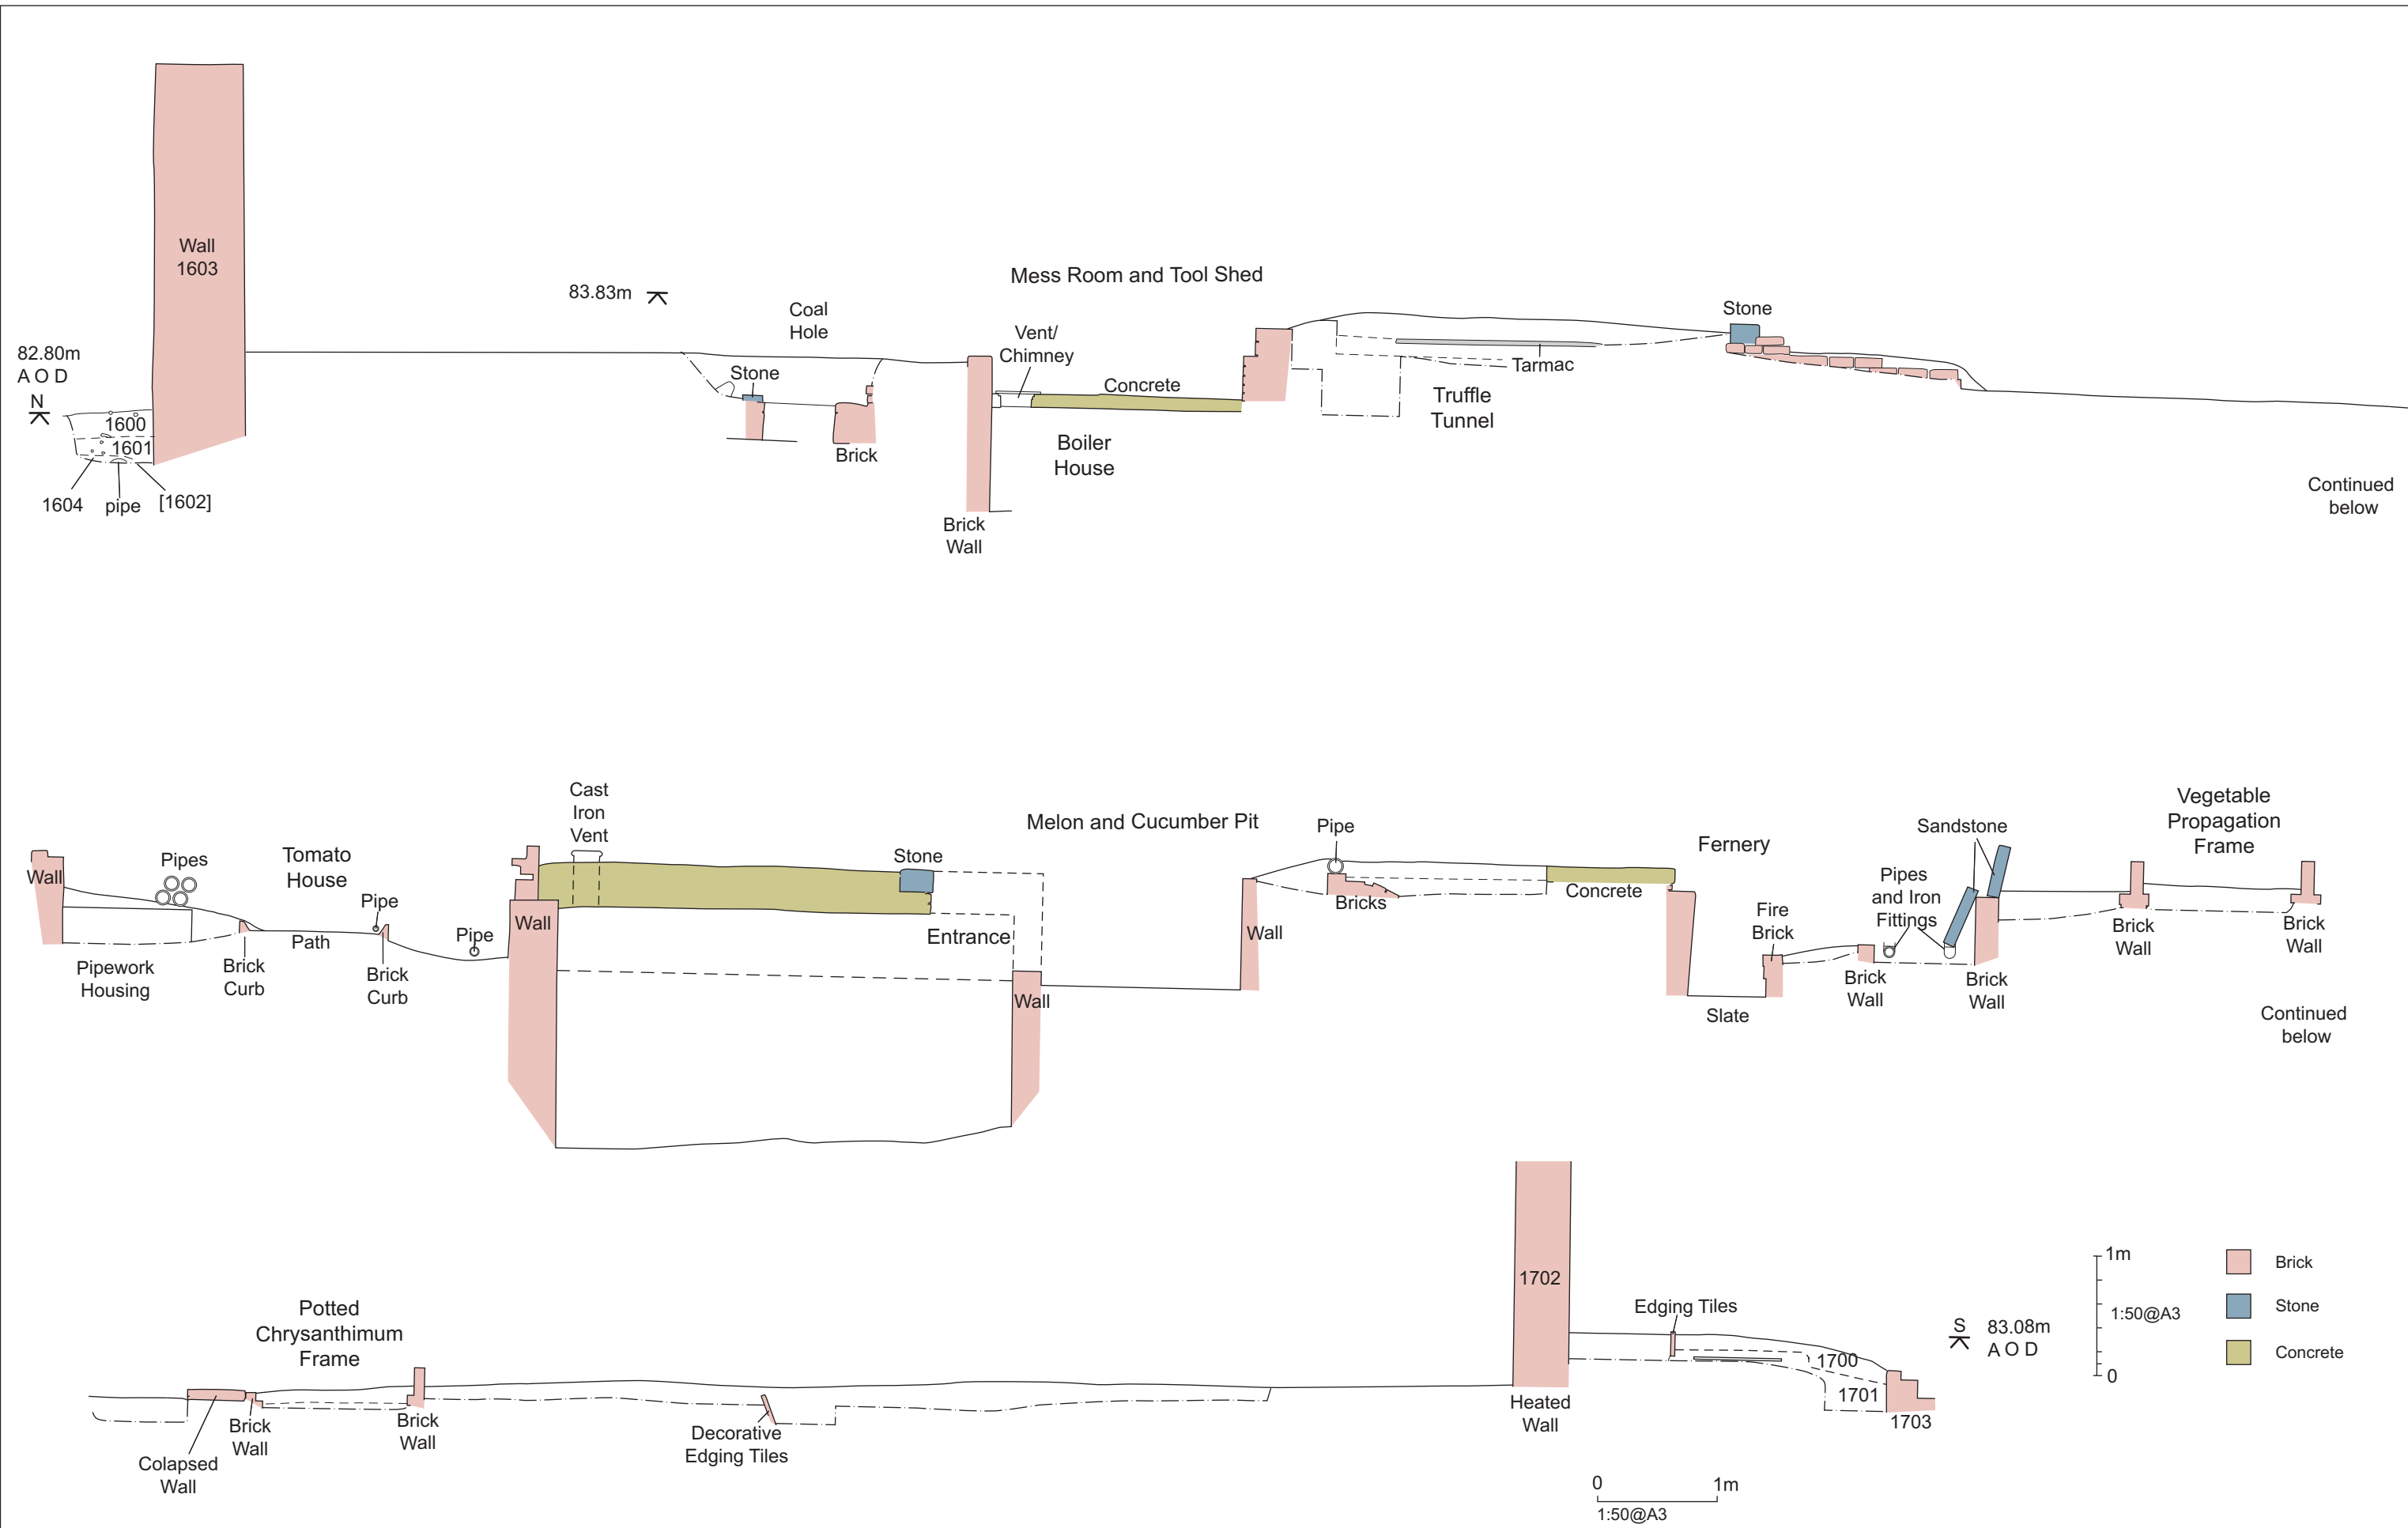 Wall
1603
82.80m
A O D
N
1600
1601
1604
pipe
[1602]
83.83m
Coal
Hole
Stone
Brick
Mess Room and Tool Shed
Vent/
Chimney
Concrete
Boiler
House
Brick
Wall
Tarmac
Truffle
Tunnel
Stone
Continued
below
Wall
Pipes
Tomato
House
Pipe
Pipe
Path
Pipework
Housing
Brick
Curb
Brick
Curb
Cast
Iron
Vent
Wall
Stone
Entrance
Wall
Melon and Cucumber Pit
Wall
Pipe
Bricks
Concrete
Fernery
Slate
Fire
Brick
Brick
Wall
Pipes
and Iron
Fittings
Sandstone
Brick
Wall
Vegetable
Propagation
Frame
Brick
Wall
Brick
Wall
Continued
below
Potted
Chrysanthimum
Frame
Colapsed
Wall
Brick
Wall
Brick
Wall
Decorative
Edging Tiles
1702
Heated
Wall
Edging Tiles
1700
1701
1703
S
83.08m
A O D
1m
1:50@A3
0
Brick
Stone
Concrete
0
1m
1:50@A3